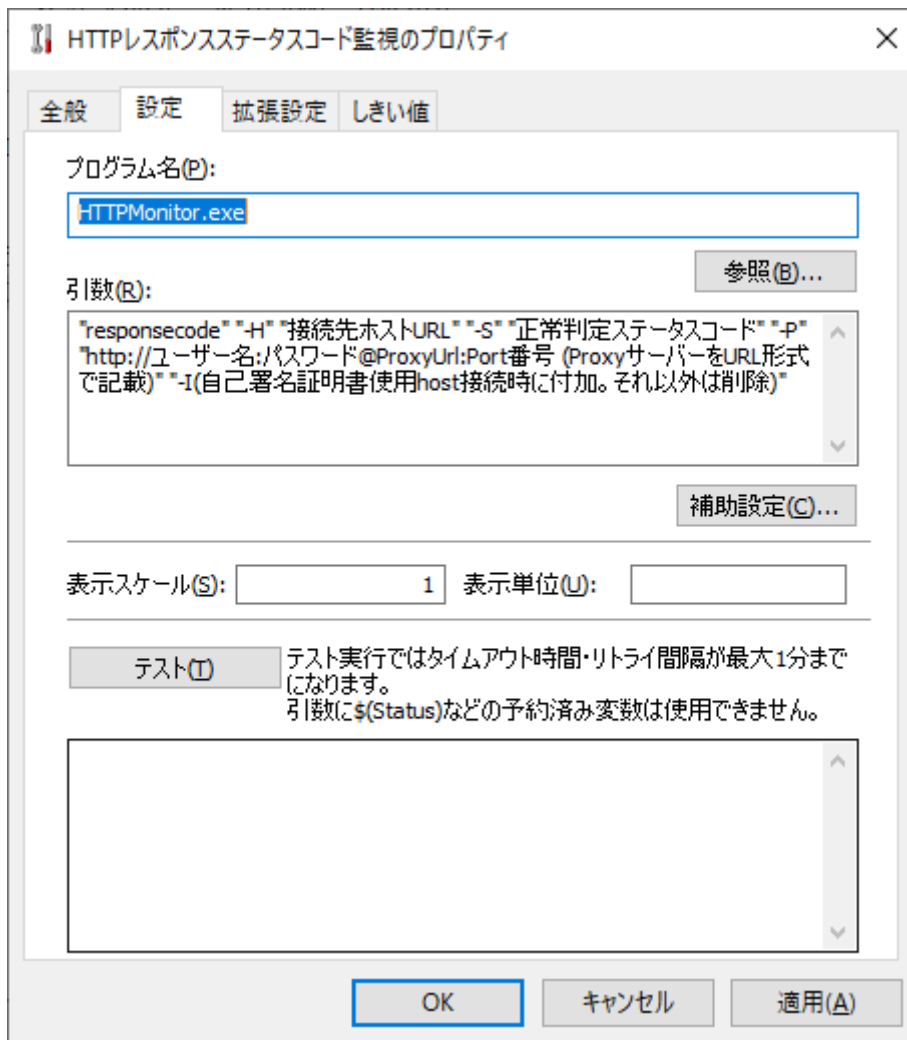 HTTPレスポンスステータスコード監視のプロパティ
全般 設定 拡張設定 しきい値
プログラム名(P):
HTTPMonitor.exe
参照(B)...
引数(R):
"responsecode" "-H" "接続先ホストURL" "-S" "正常判定ステータスコード" "-P"
"http://ユーザー名:パスワード@ProxyUrl:Port番号 (ProxyサーバーをURL形式
で記載)" "-I(自己署名証明書使用host接続時に付加。それ以外は削除)"
補助設定(C)...
表示スケール(S): 1 表示単位(U):
テスト(T)
テスト実行ではタイムアウト時間・リトライ間隔が最大1分まで
になります。
引数に$(Status)などの予約済み変数は使用できません。
OK キャンセル 適用(A)